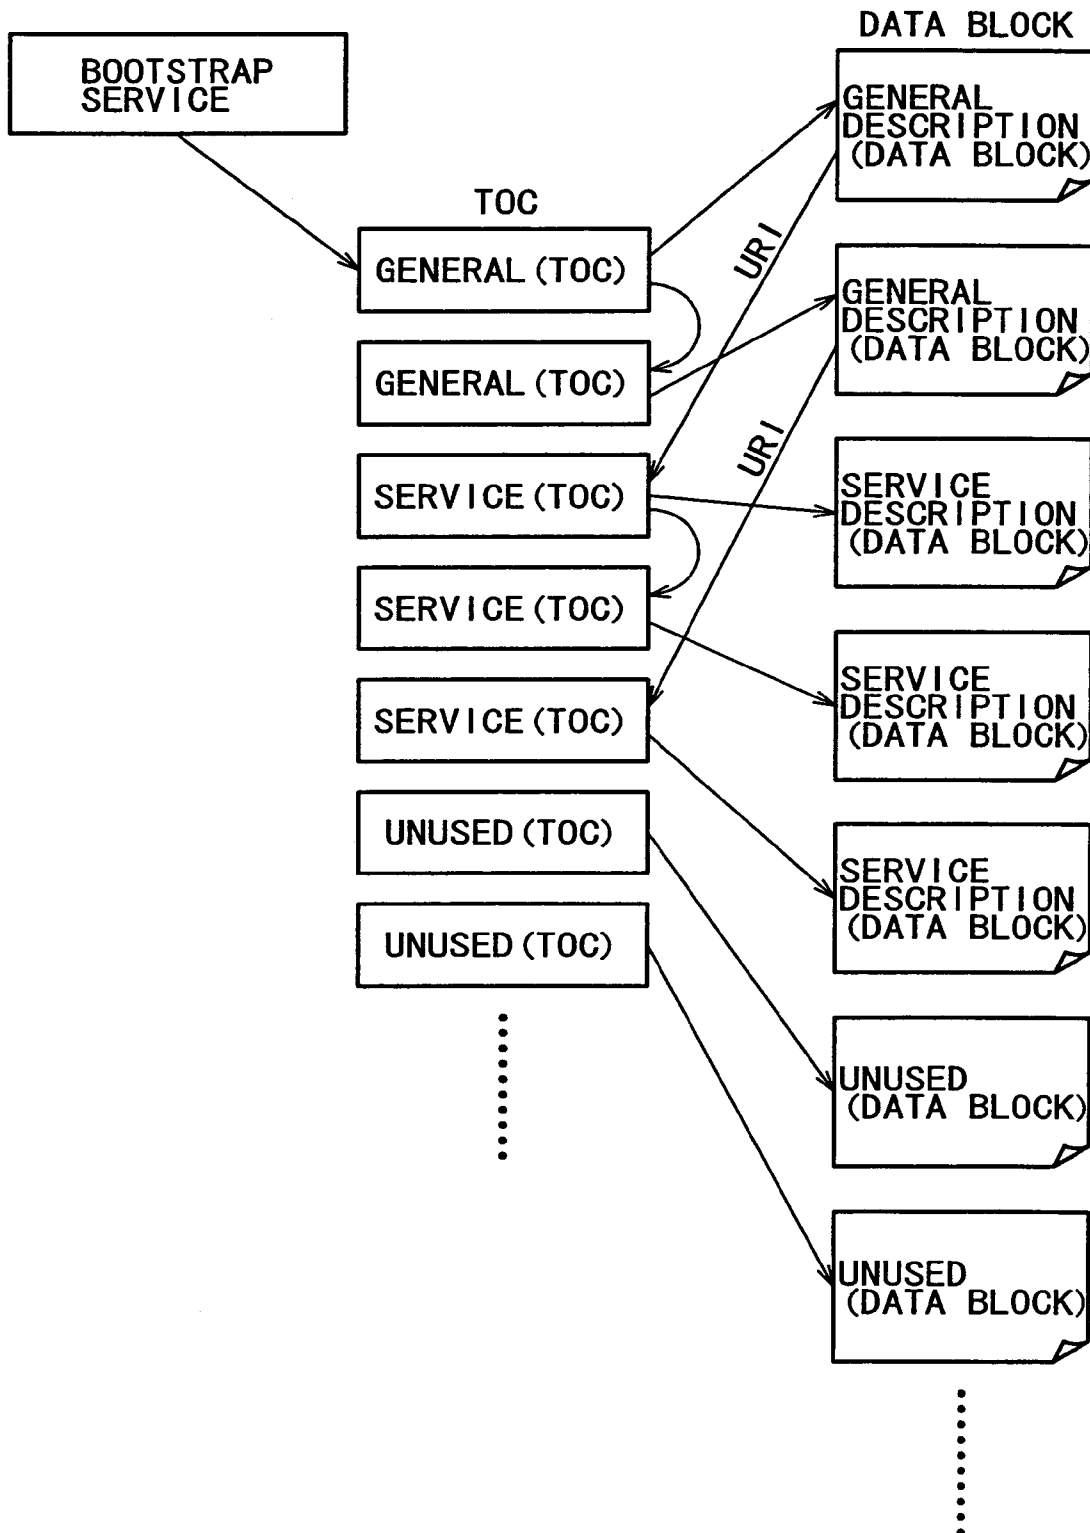 DATA BLOCK
BOOTSTRAP
SERVICE
GENERAL
DESCRIPTION
(DATA BLOCK)
TOC
GENERAL (TOC)
URI
GENERAL
DESCRIPTION
(DATA BLOCK)
GENERAL (TOC)
URI
SERVICE (TOC)
SERVICE
DESCRIPTION
(DATA BLOCK)
SERVICE (TOC)
SERVICE
DESCRIPTION
(DATA BLOCK)
SERVICE (TOC)
UNUSED (TOC)
SERVICE
DESCRIPTION
(DATA BLOCK)
UNUSED (TOC)
UNUSED
(DATA BLOCK)
UNUSED
(DATA BLOCK)